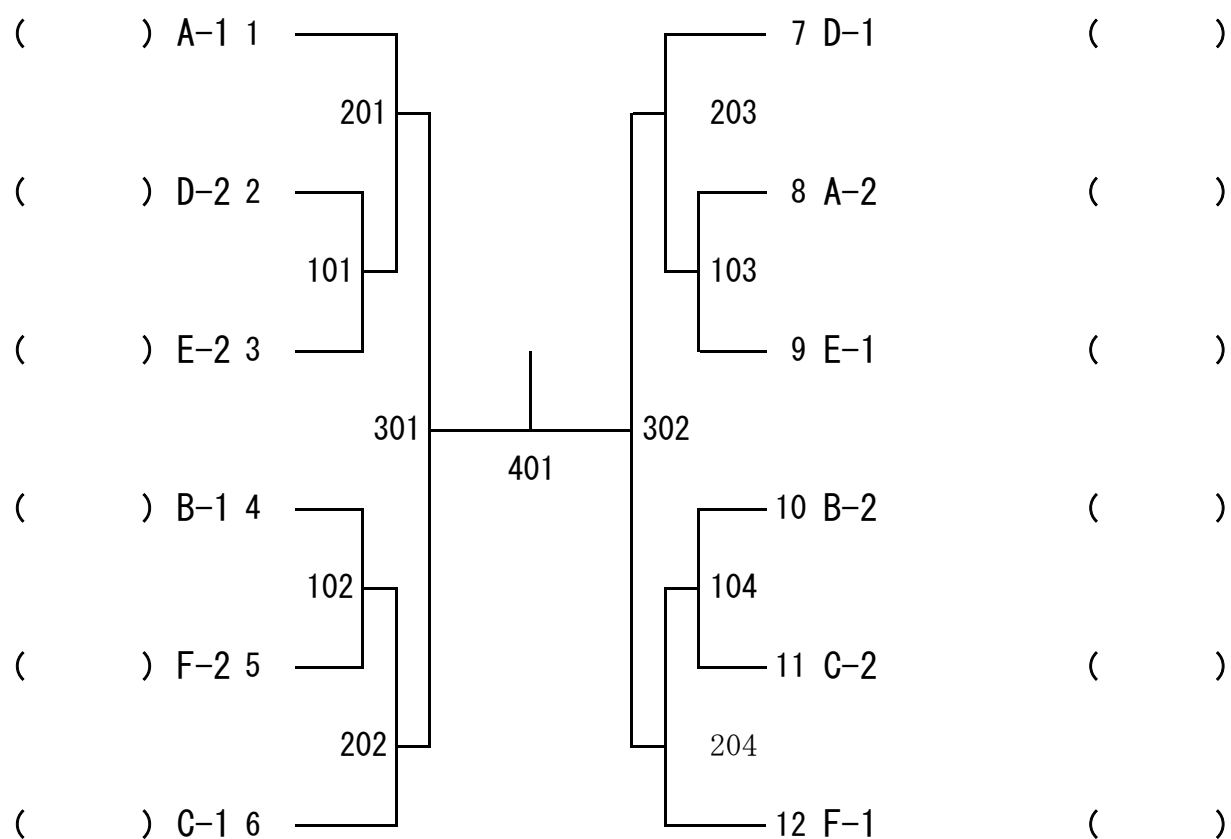 (   ) A-1 1   7 D-1 (   )
201   203
(   ) D-2 2   8 A-2 (   )
101   103
(   ) E-2 3   9 E-1 (   )
301   302
401
(   ) B-1 4   10 B-2 (   )
102   104
(   ) F-2 5   11 C-2 (   )
202   204
(   ) C-1 6   12 F-1 (   )